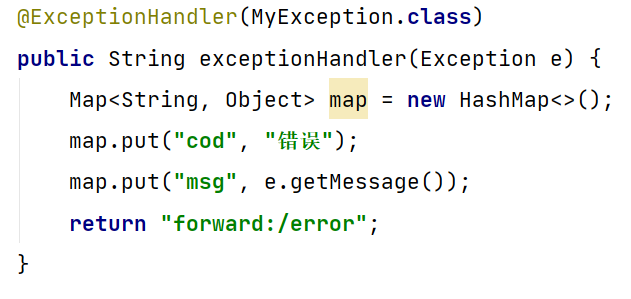 @ExceptionHandler(MyException.class)
public String exceptionHandler(Exception e) {
    Map<String, Object> map = new HashMap<>();
    map.put("cod", "错误");
    map.put("msg", e.getMessage());
    return "forward:/error";
}